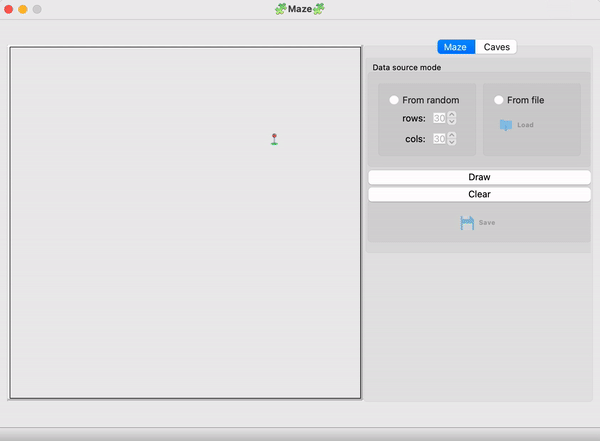 🧩Maze🧩
Maze Caves
Data source mode
From random
From file
rows: 30
Load
cols: 30
Draw
Clear
Save